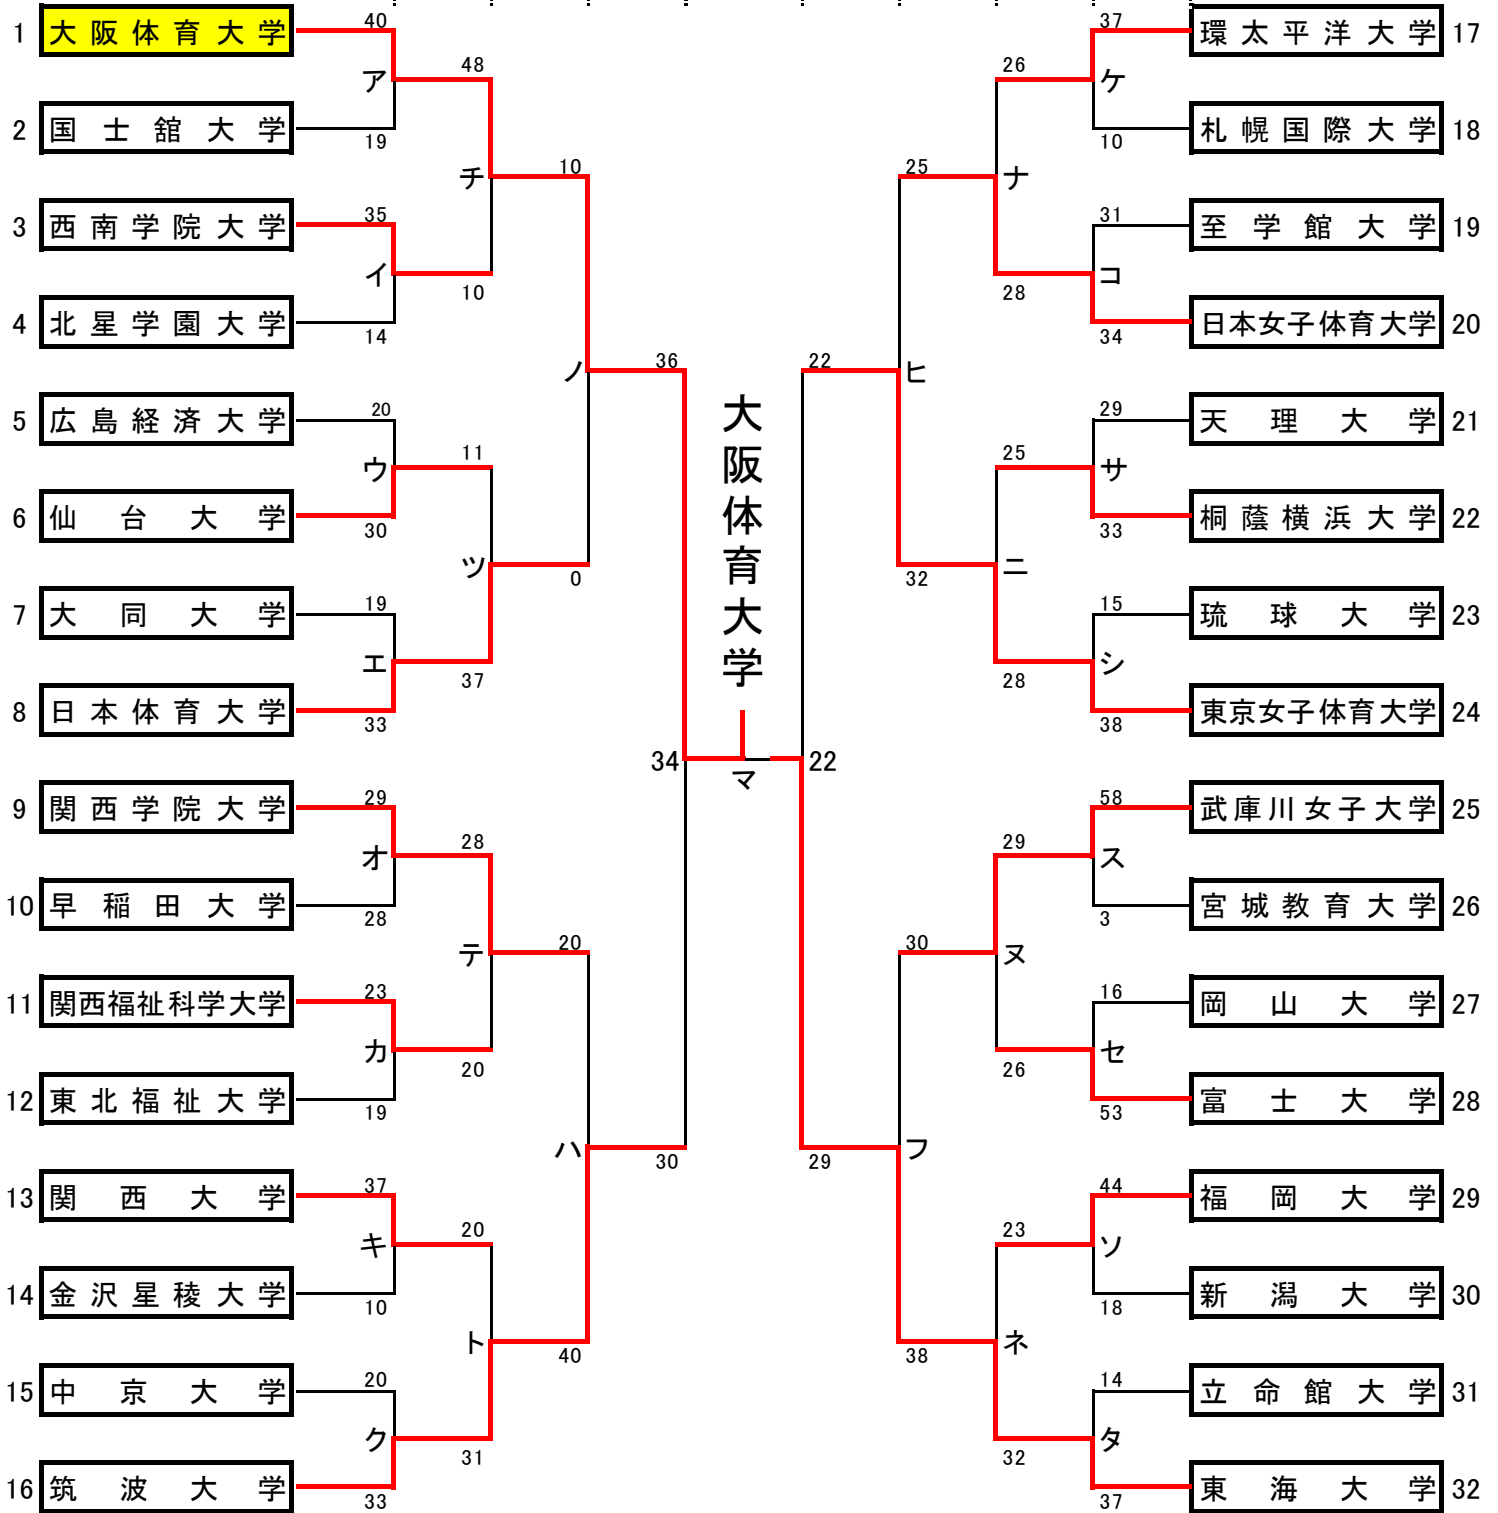 1 大阪体育大学 40
ア 48
2 国士舘大学 19
チ 10
3 西南学院大学 35
イ 10
4 北星学園大学 14
ノ 36
5 広島経済大学 20
ウ 11
6 仙台大学 30
ツ 0
7 大同大学 19
エ 37
8 日本体育大学 33
34
9 関西学院大学 29
オ 28
10 早稲田大学 28
テ 20
11 関西福祉科学大学 23
カ 20
12 東北福祉大学 19
ハ 30
13 関西大学 37
キ 20
14 金沢星稜大学 10
ト 40
15 中京大学 20
ク 31
16 筑波大学 33
大阪体育大学
マ
37 環太平洋大学 17
26 ケ
10 札幌国際大学 18
25 ナ
31 至学館大学 19
28 コ
34 日本女子体育大学 20
22 ヒ
29 天理大学 21
25 サ
33 桐蔭横浜大学 22
32 ニ
15 琉球大学 23
28 シ
38 東京女子体育大学 24
22
58 武庫川女子大学 25
29 ス
3 宮城教育大学 26
30 ヌ
16 岡山大学 27
26 セ
53 富士大学 28
29 フ
44 福岡大学 29
23 ソ
18 新潟大学 30
38 ネ
14 立命館大学 31
32 タ
37 東海大学 32